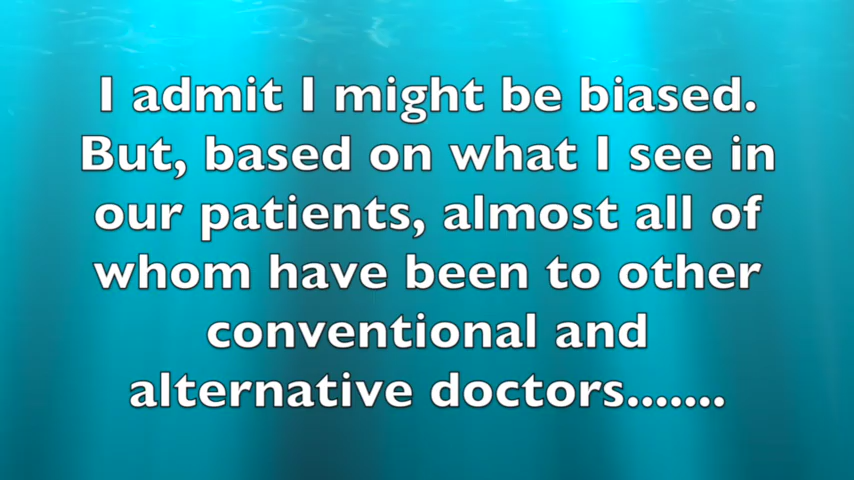 I admit I might be biased.
But, based on what I see in
our patients, almost all of
whom have been to other
conventional and
alternative doctors.......